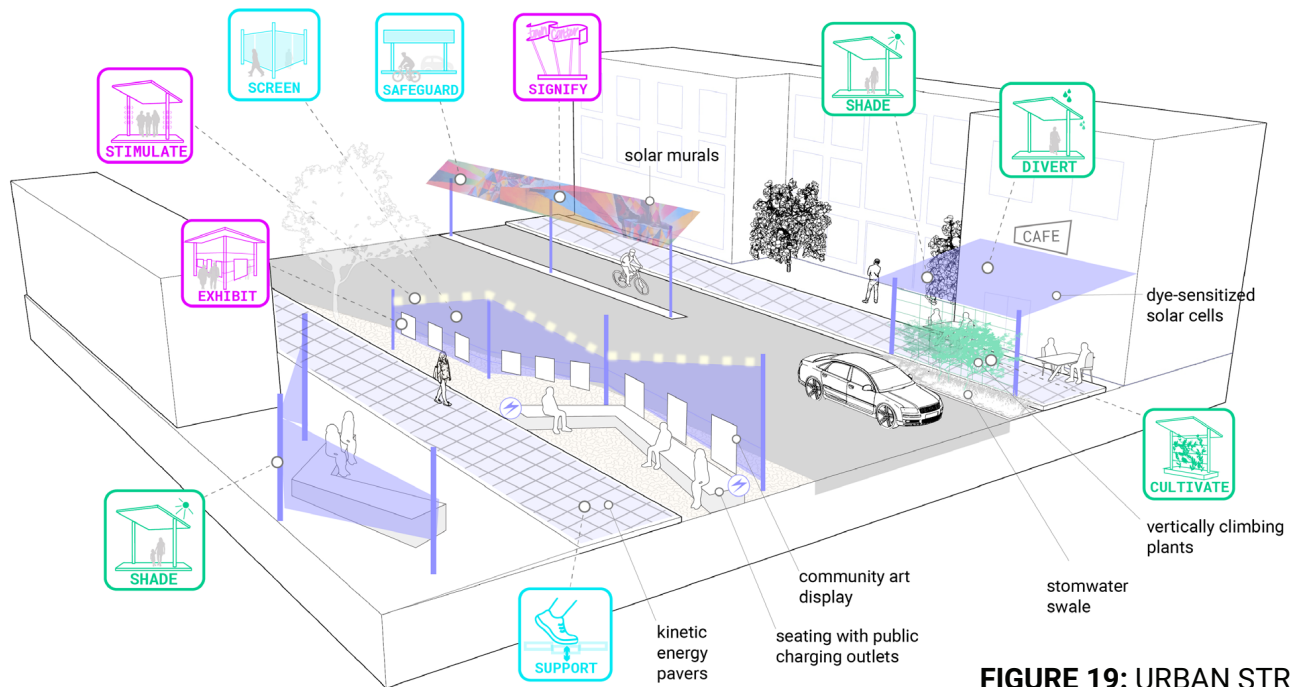 SCREEN
SAFEGUARD
SIGNIFY
SHADE
STIMULATE
DIVERT
solar murals
EXHIBIT
CAFE
dye-sensitized
solar cells
CULTIVATE
SHADE
vertically climbing
plants
community art
display
stomwater
swale
SUPPORT
kinetic
energy
pavers
seating with public
charging outlets
FIGURE 19: URBAN STR